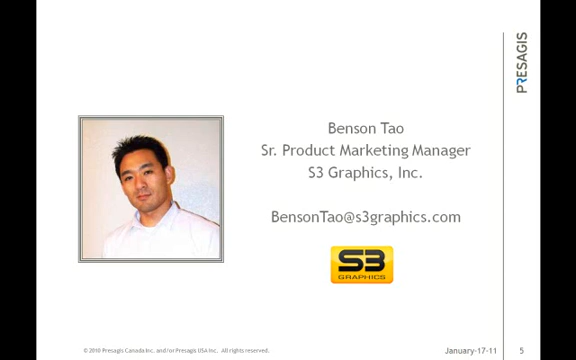 PRESAGIS
Benson Tao
Sr. Product Marketing Manager
S3 Graphics, Inc.
BensonTao@s3graphics.com
S3
GRAPHICS
© 2010 Presagis Canada Inc. and/or Presagis USA Inc. All rights reserved.
January-17-11
5